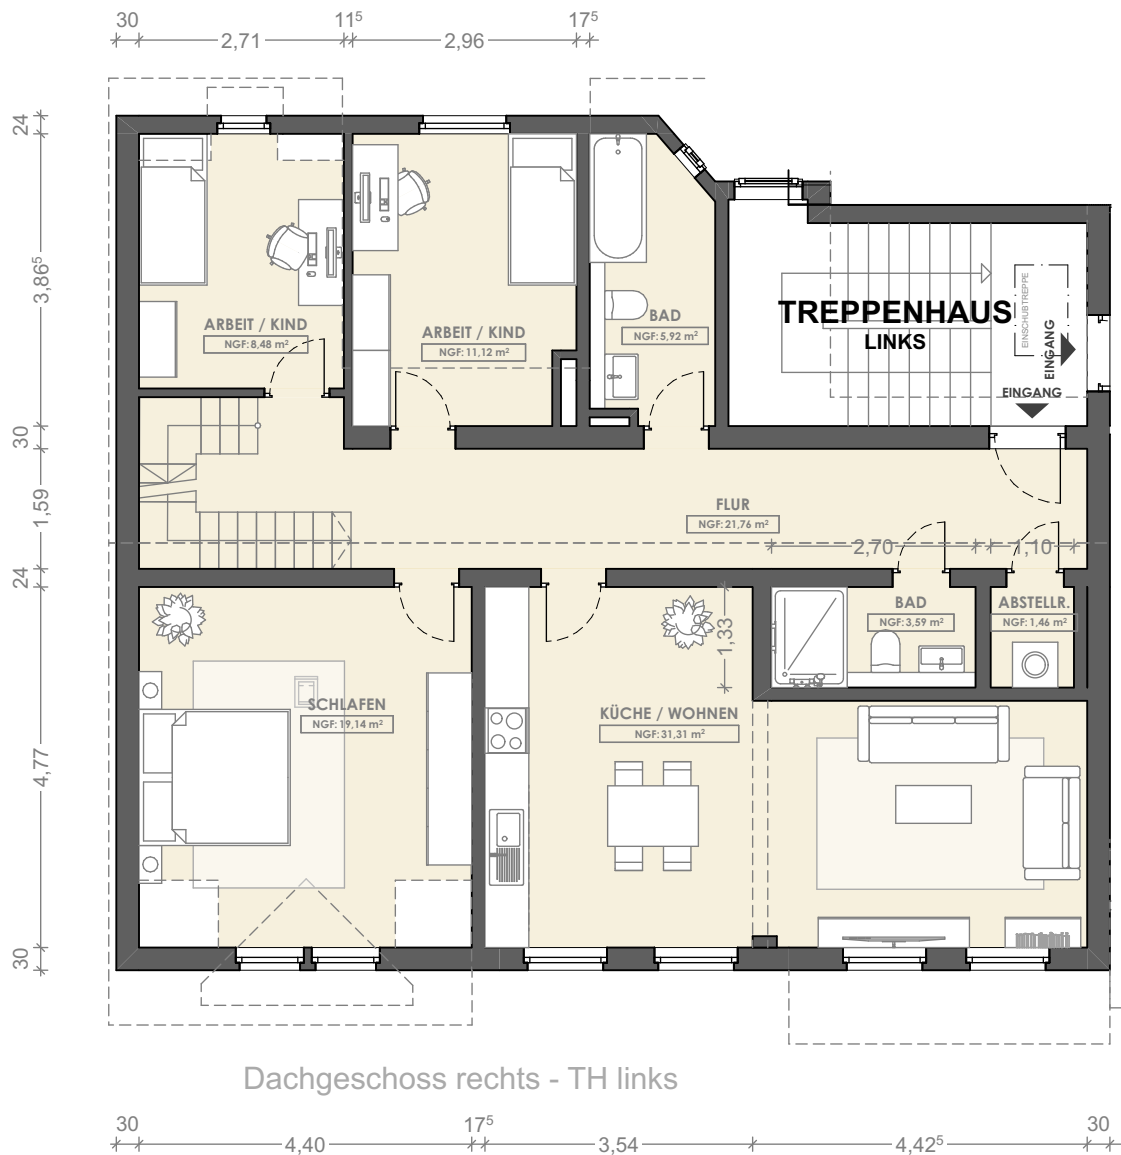 30
11⁵
17⁵
2,71
2,96
24
3,86⁵
30
1,59
24
4,77
30
ARBEIT / KIND
NGF: 8,48 m²
ARBEIT / KIND
NGF: 11,12 m²
BAD
NGF: 5,92 m²
TREPPENHAUS
LINKS
EINSCHUBTREPPE
EINGANG
EINGANG
FLUR
NGF: 21,76 m²
2,70
1,10
BAD
NGF: 3,59 m²
ABSTELLR.
NGF: 1,46 m²
1,33
SCHLAFEN
NGF: 19,14 m²
KÜCHE / WOHNEN
NGF: 31,31 m²
Dachgeschoss rechts - TH links
30
17⁵
30
4,40
3,54
4,42⁵